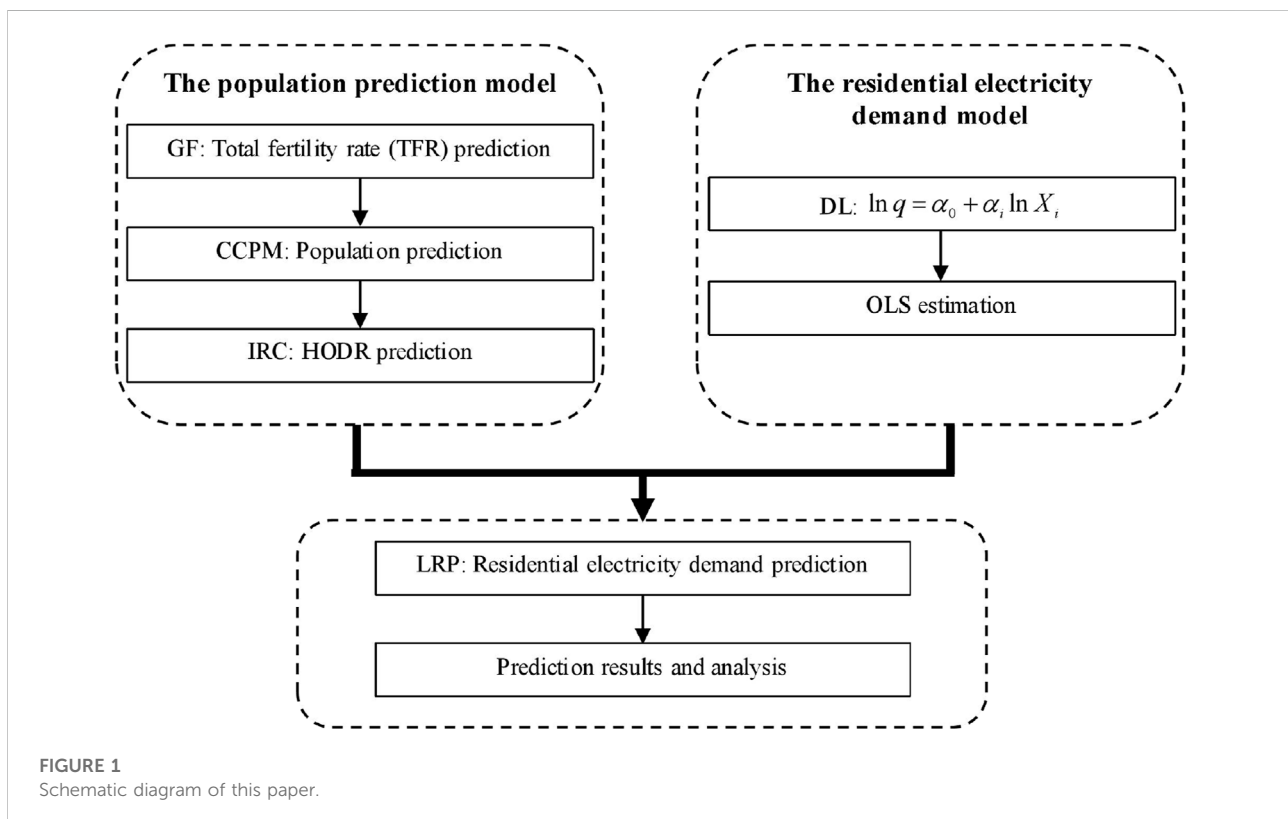 The population prediction model
GF: Total fertility rate (TFR) prediction
CCPM: Population prediction
IRC: HODR prediction
The residential electricity
demand model
DL: ln q = α₀ + αᵢ ln Xᵢ
OLS estimation
LRP: Residential electricity demand prediction
Prediction results and analysis
FIGURE 1
Schematic diagram of this paper.